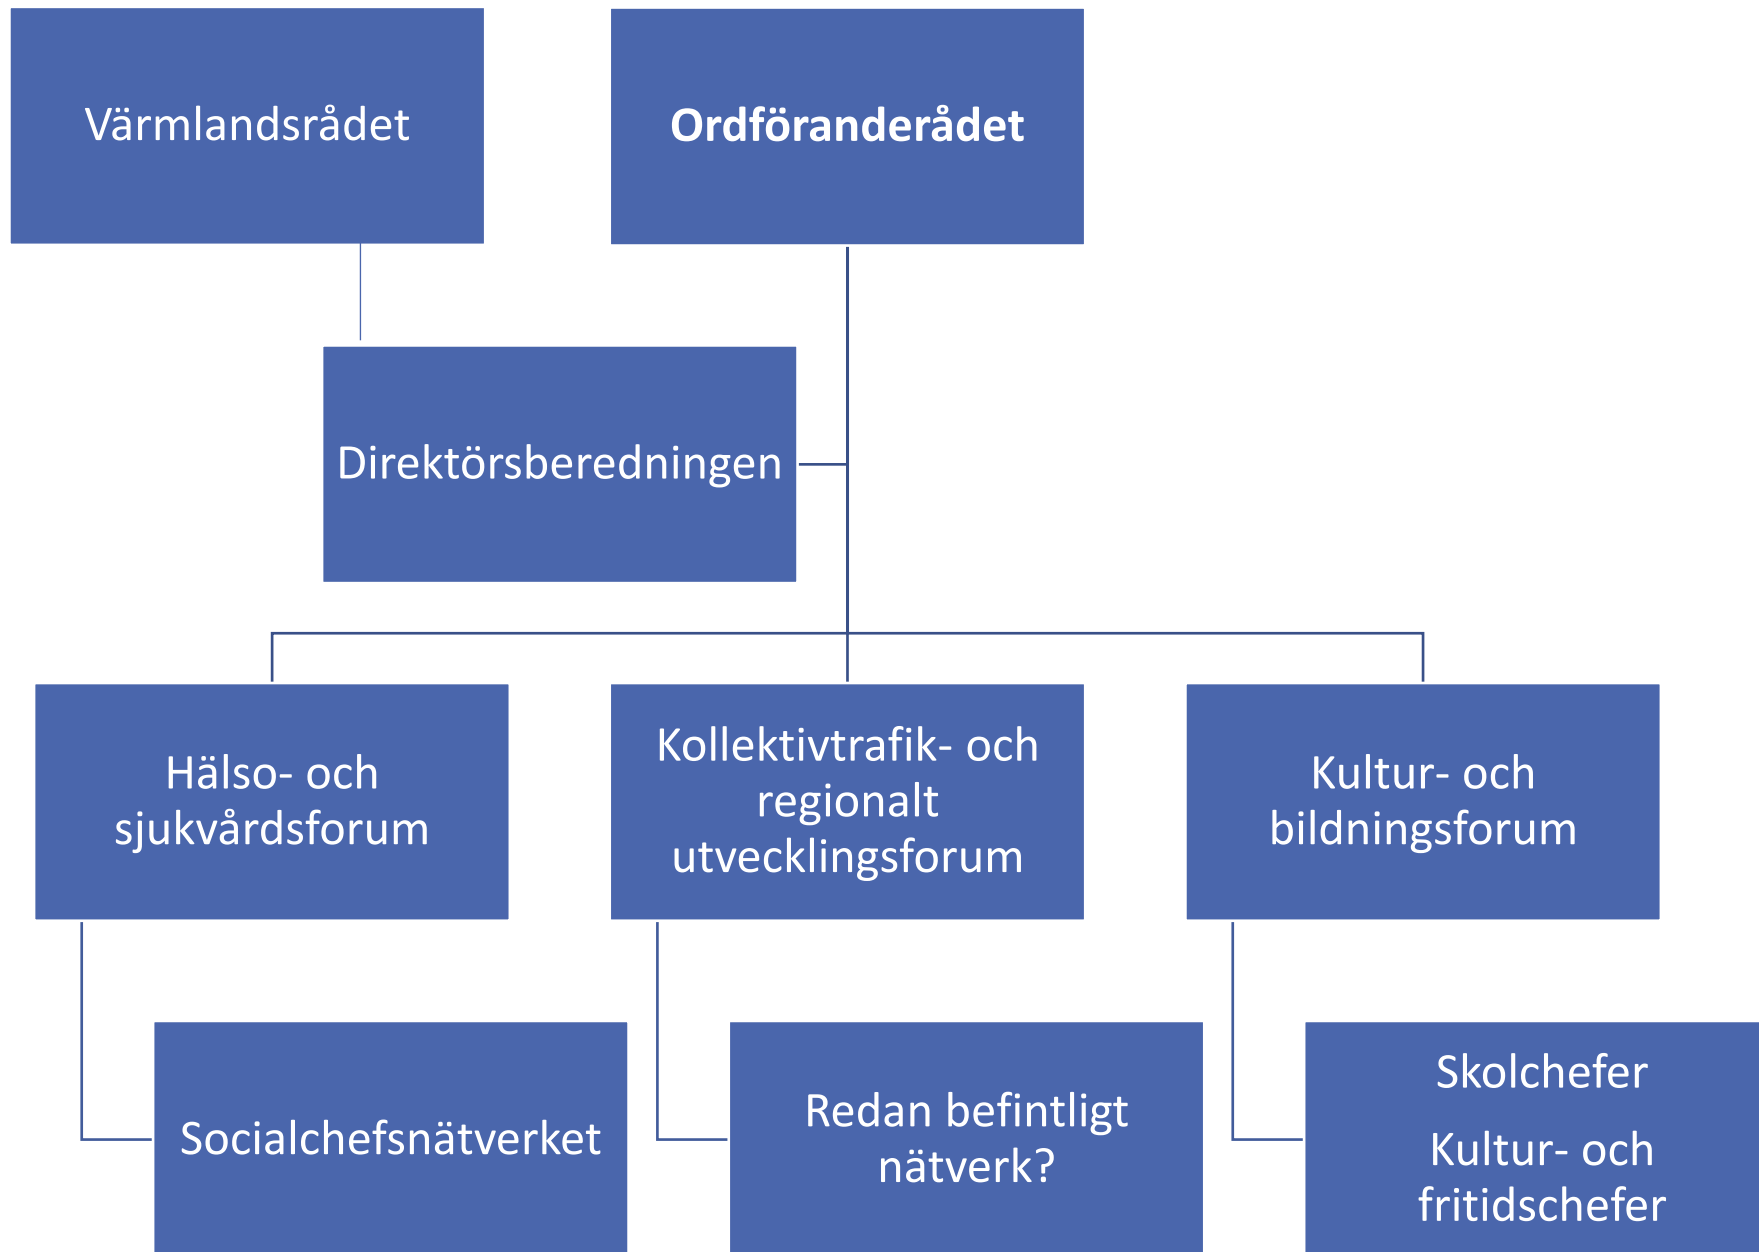 Värmlandsrådet
Ordföranderådet
Direktörsberedningen
Hälso- och
sjukvårdsforum
Kollektivtrafik- och
regionalt
utvecklingsforum
Kultur- och
bildningsforum
Socialchefsnätverket
Redan befintligt
nätverk?
Skolchefer
Kultur- och
fritidschefer